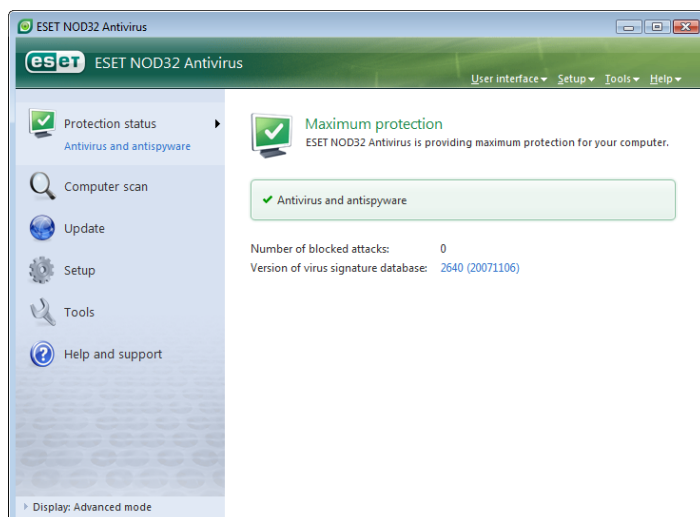 ESET NOD32 Antivirus
eset ESET NOD32 Antivirus
User interface Setup Tools Help
Protection status
Antivirus and antispyware
Computer scan
Update
Setup
Tools
Help and support
Display: Advanced mode
Maximum protection
ESET NOD32 Antivirus is providing maximum protection for your computer.
Antivirus and antispyware
Number of blocked attacks: 0
Version of virus signature database: 2640 (20071106)